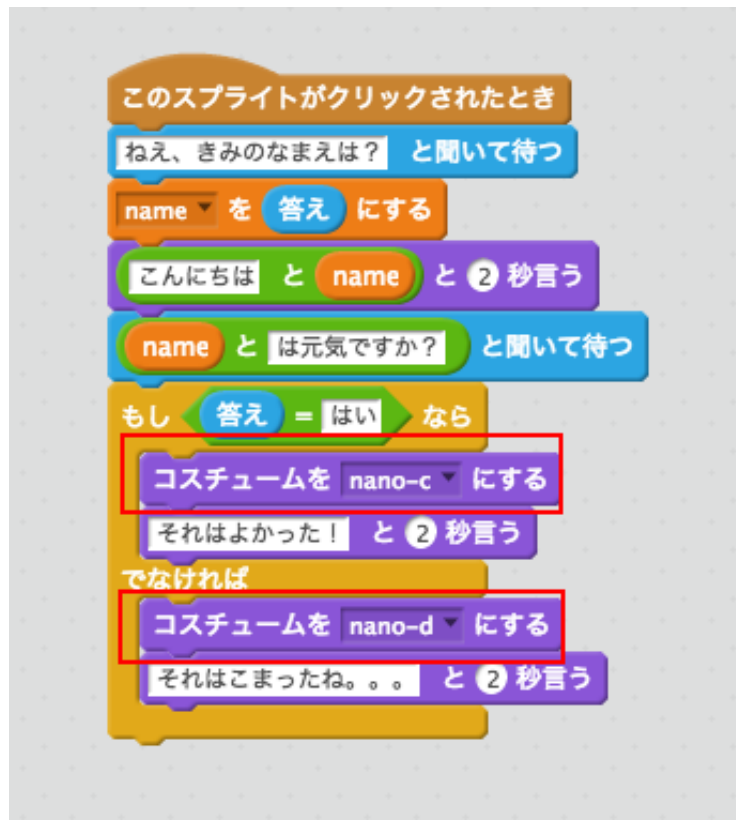 このスプライトがクリックされたとき
ねえ、きみのなまえは？ と聞いて待つ
name を 答え にする
こんにちは と name と 2 秒言う
name と は元気ですか？ と聞いて待つ
もし 答え = はい なら
コスチュームを nano-c にする
それはよかった！ と 2 秒言う
でなければ
コスチュームを nano-d にする
それはこまったね。。。 と 2 秒言う